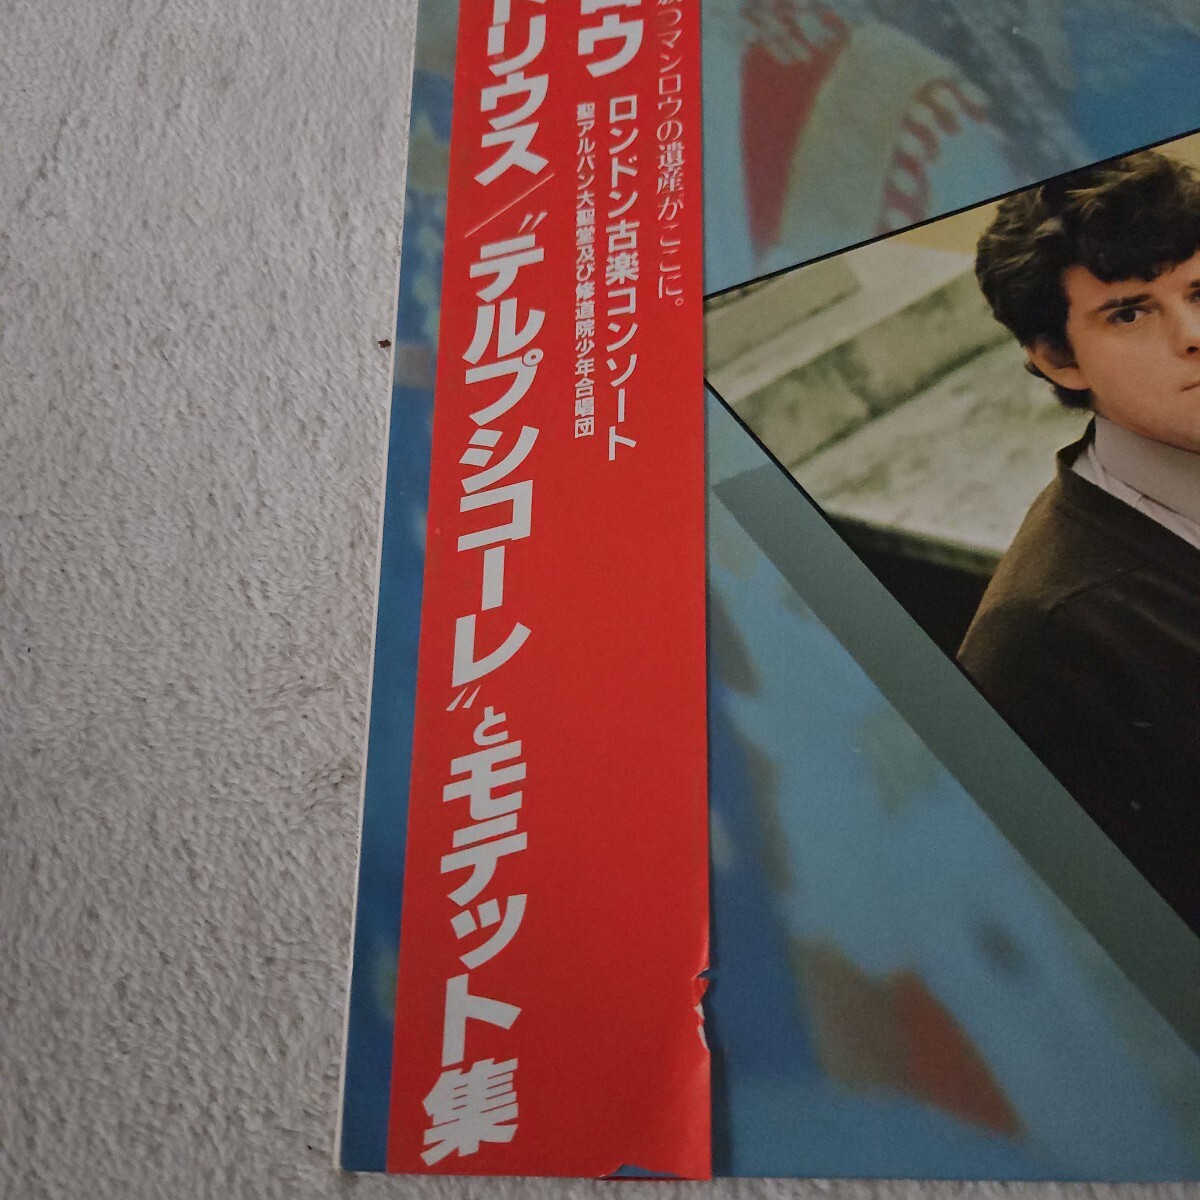 つマンロウの遺産がここに。
ロウ ロンドン古楽コンソート
聖アルバン大聖堂及び修道院少年合唱団
トリウス/〝テルプシコーレ〟とモテット集